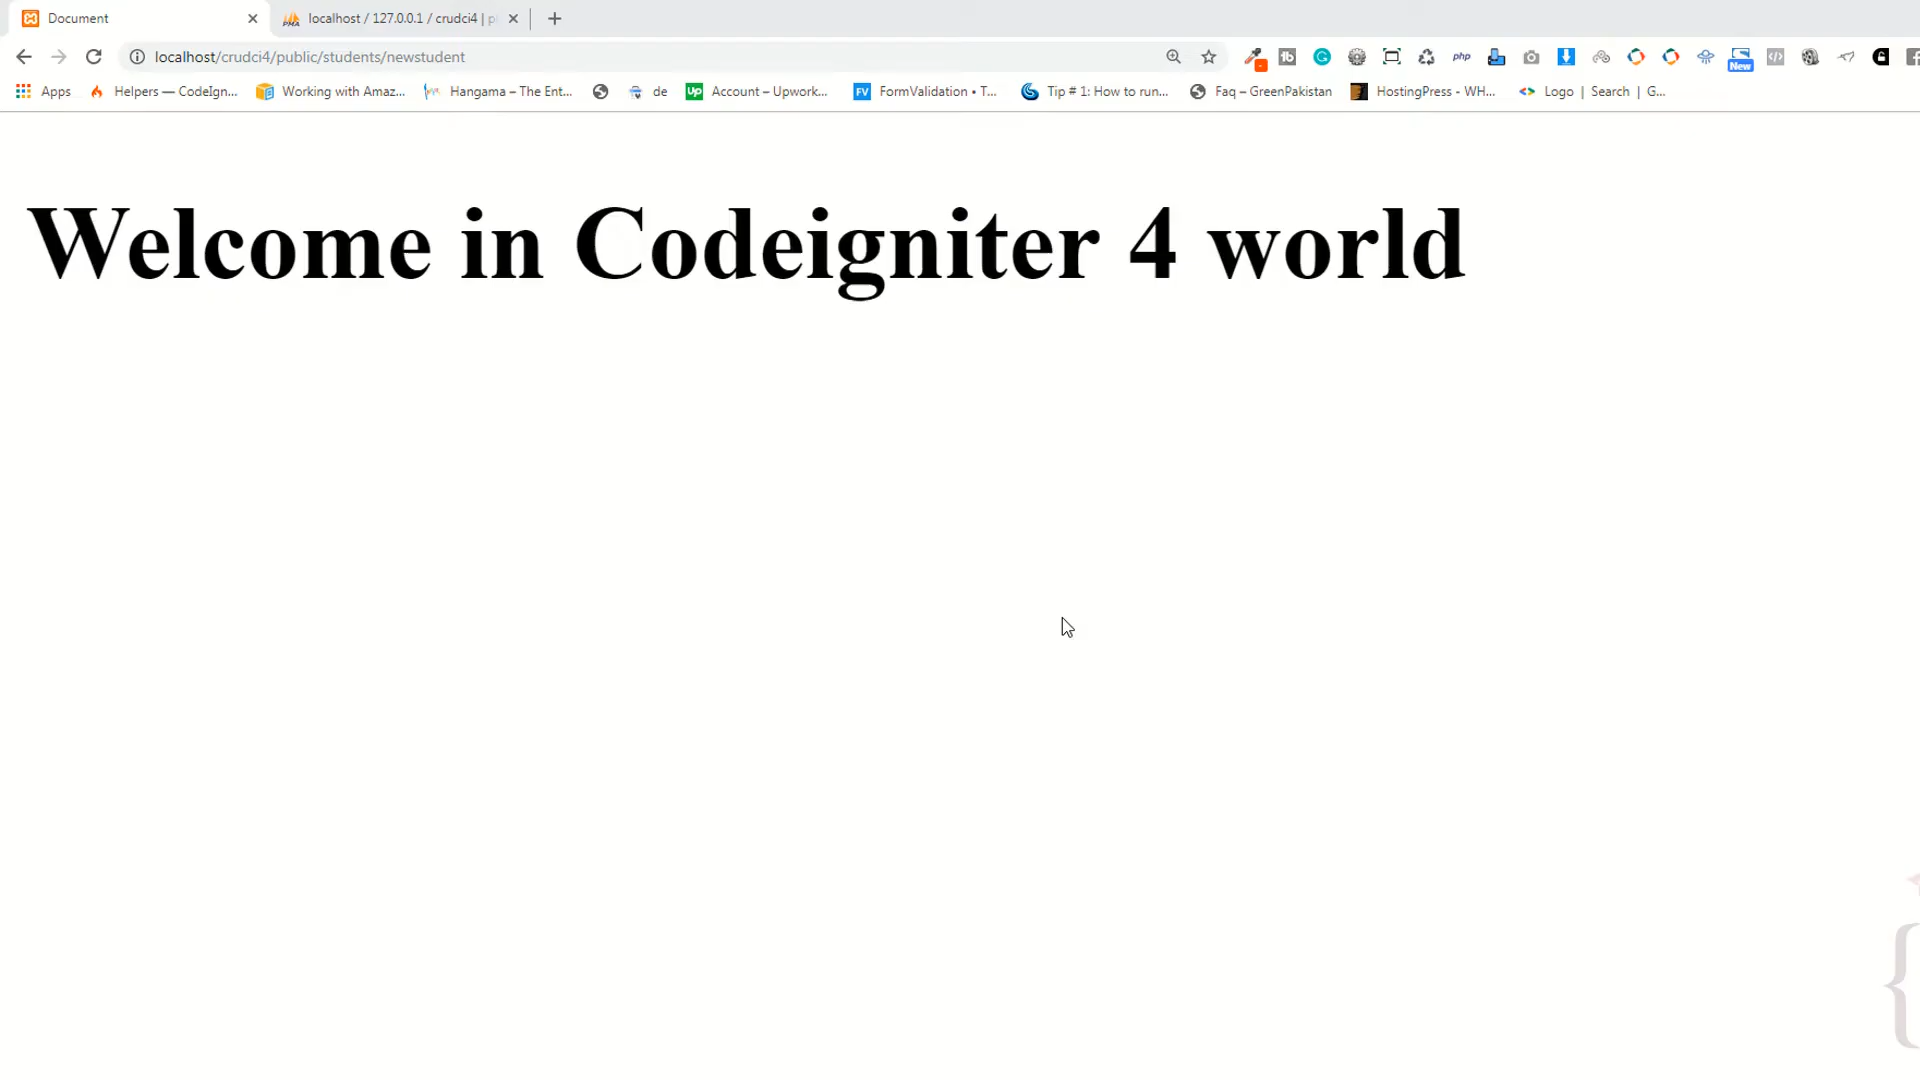 Document
localhost / 127.0.0.1 / crudci4 | p
localhost/crudci4/public/students/newstudent
php
New
Apps
Helpers — CodeIgn...
Working with Amaz...
Hangama – The Ent...
de
Account – Upwork...
FormValidation • T...
Tip # 1: How to run...
Faq – GreenPakistan
HostingPress - WH...
Logo | Search | G...
Welcome in Codeigniter 4 world
{